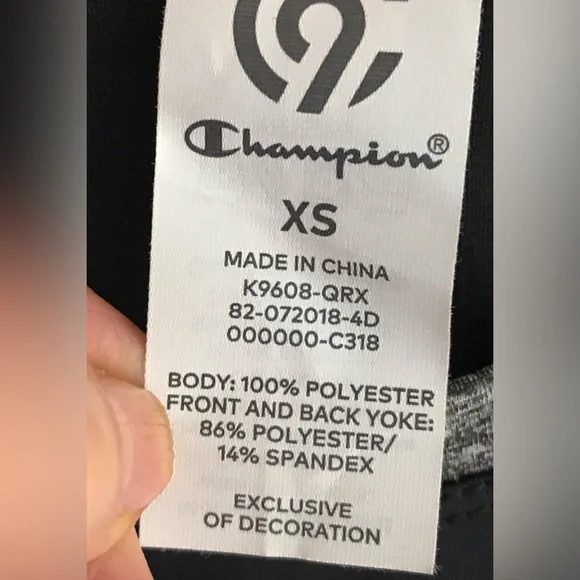 C9
Champion®
XS
MADE IN CHINA
K9608-QRX
82-072018-4D
000000-C318
BODY: 100% POLYESTER
FRONT AND BACK YOKE:
86% POLYESTER/
14% SPANDEX
EXCLUSIVE
OF DECORATION